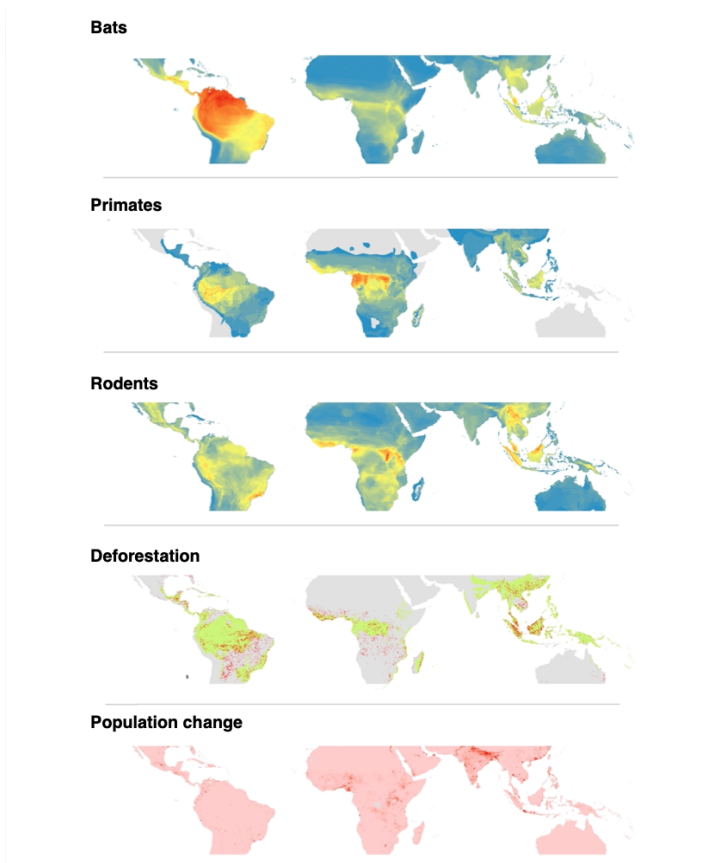 Bats
Primates
Rodents
Deforestation
Population change